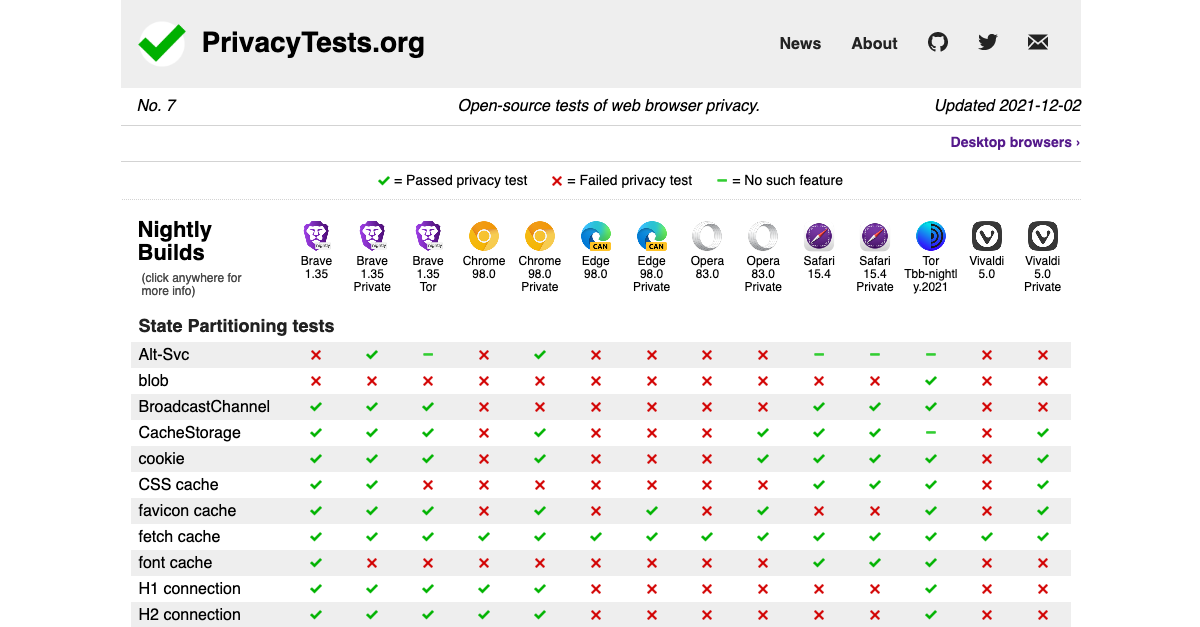 PrivacyTests.org
News About
No. 7 Open-source tests of web browser privacy. Updated 2021-12-02
Desktop browsers ›
= Passed privacy test = Failed privacy test = No such feature
Nightly
Builds
(click anywhere for
more info)
Brave
1.35
Brave
1.35
Private
Brave
1.35
Tor
Chrome
98.0
Chrome
98.0
Private
Edge
98.0
Edge
98.0
Private
Opera
83.0
Opera
83.0
Private
Safari
15.4
Safari
15.4
Private
Tor
Tbb-nightl
y.2021
Vivaldi
5.0
Vivaldi
5.0
Private
State Partitioning tests
Alt-Svc
blob
BroadcastChannel
CacheStorage
cookie
CSS cache
favicon cache
fetch cache
font cache
H1 connection
H2 connection